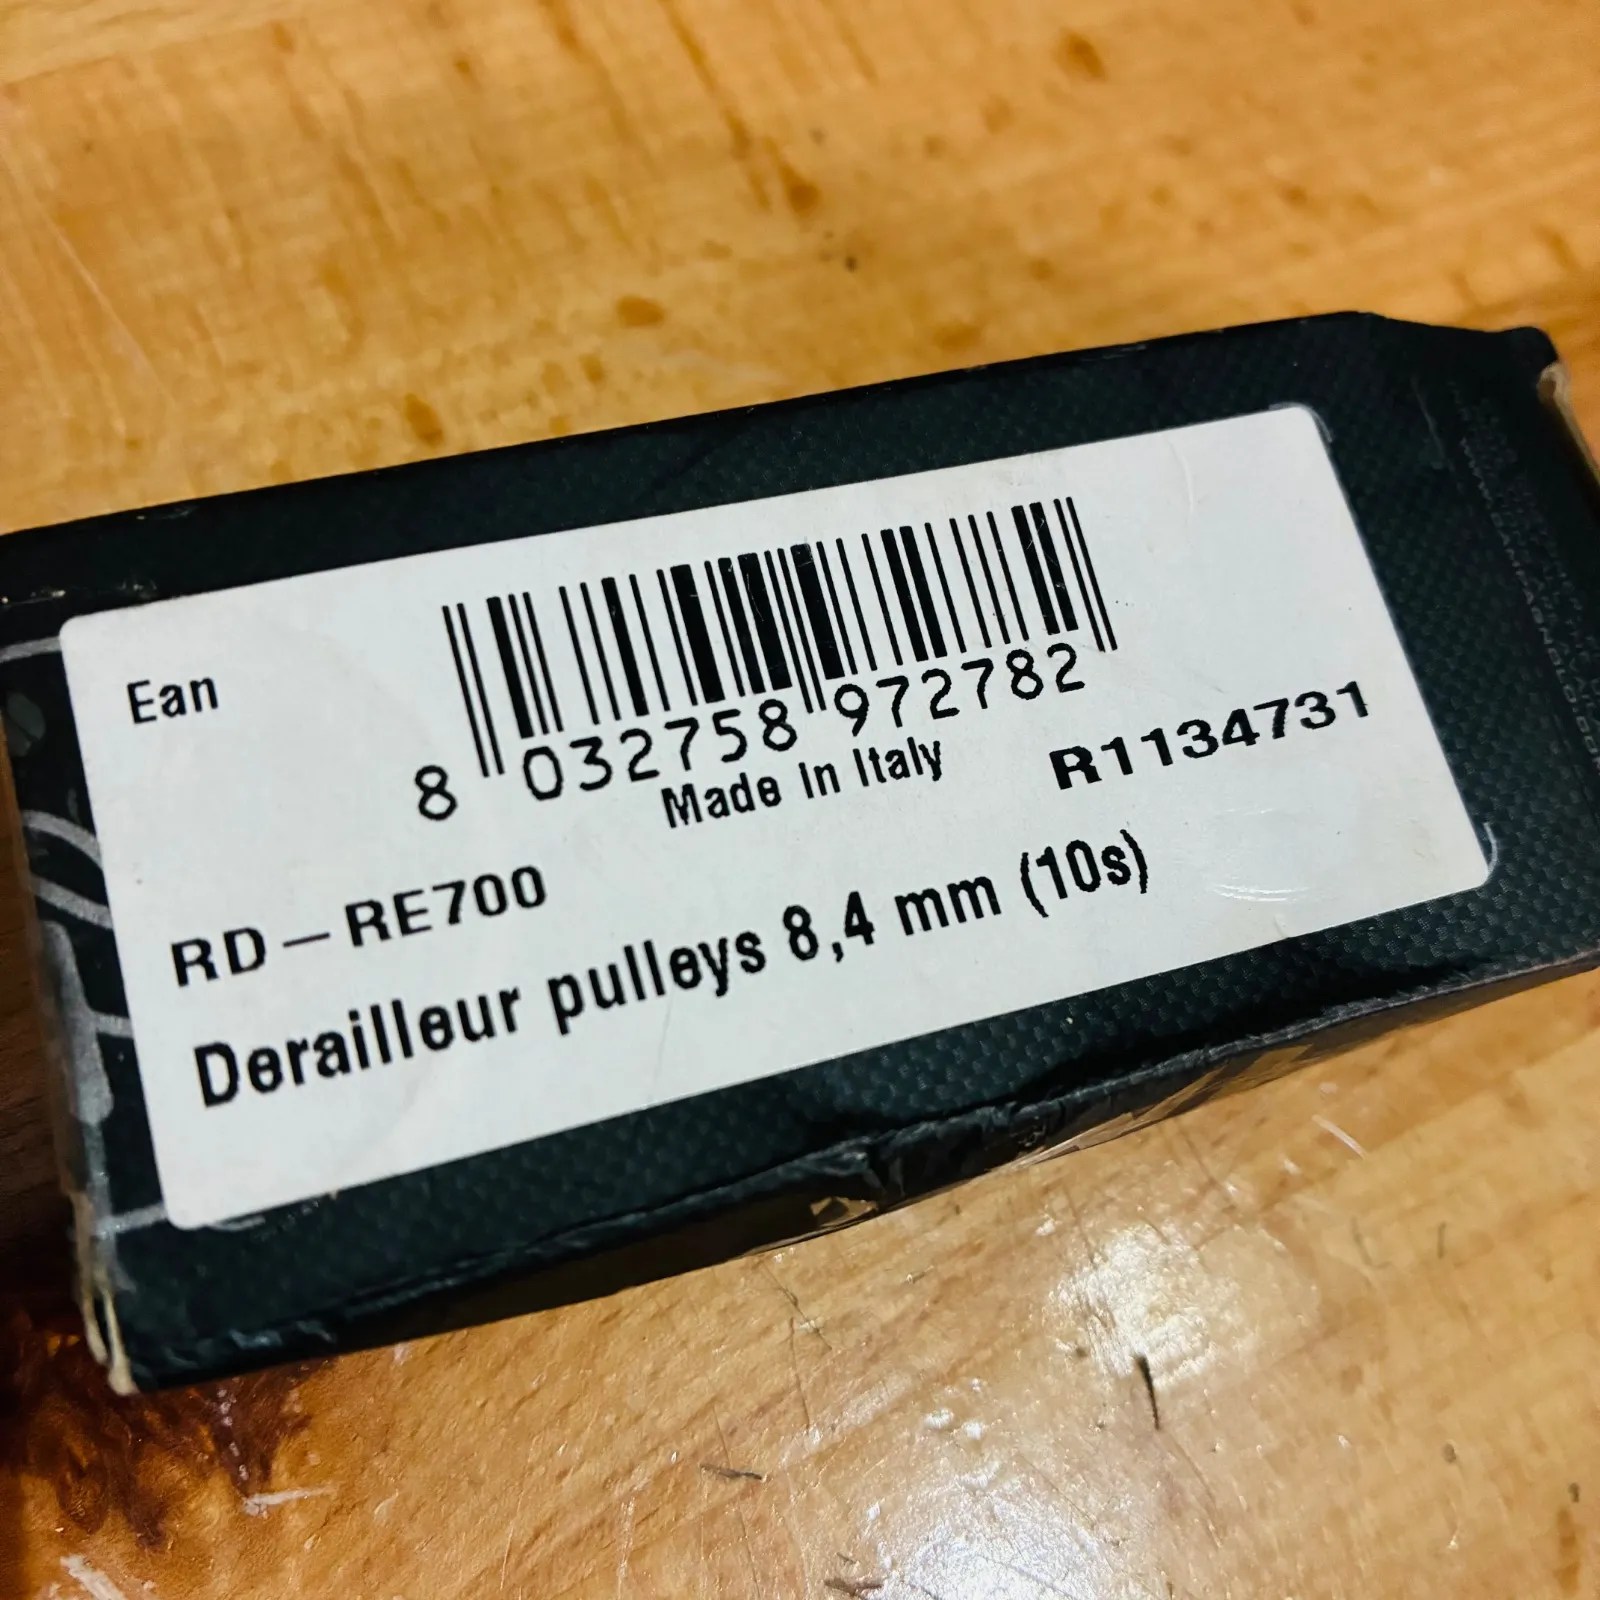 Ean
8 032758 972782
Made In Italy
R1134731
RD-RE700
Derailleur pulleys 8,4 mm (10s)